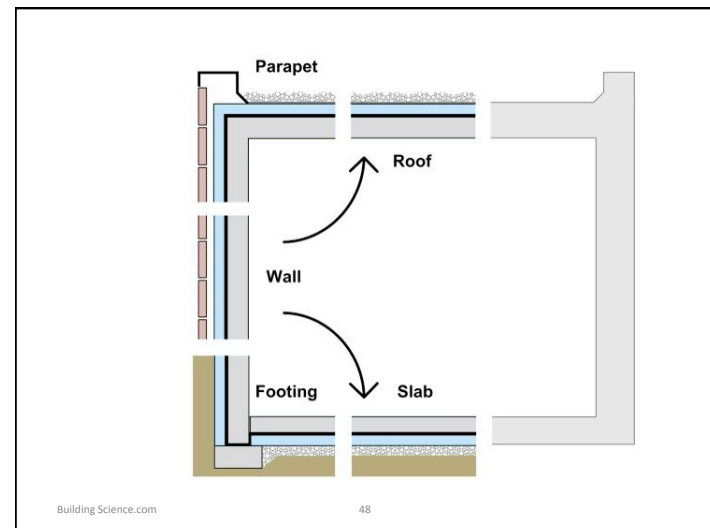 Parapet
Roof
Wall
Footing
Slab
Building Science.com
48